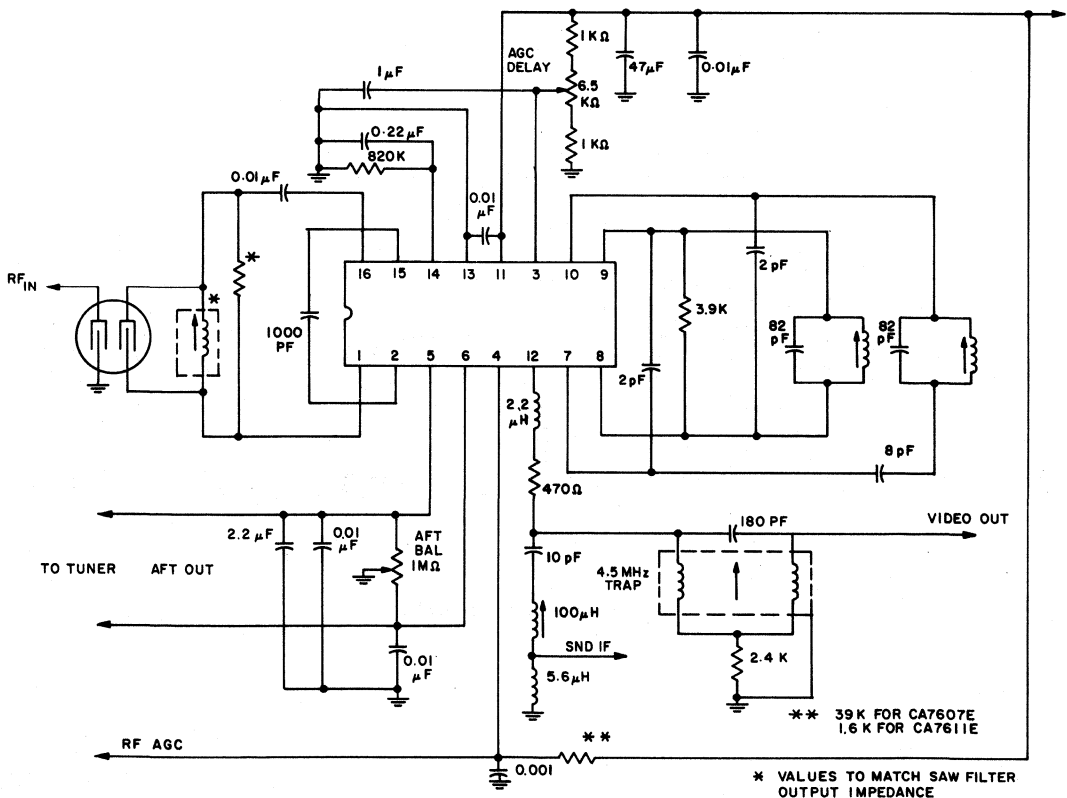 1KΩ
AGC
DELAY
47µF
0.01µF
1µF
6.5
KΩ
0.22µF
820K
1KΩ
0.01µF
0.01
µF
16 15 14 13 11 3 10 9
2pF
RF IN
*
*
3.9K
1000
PF
82
pF
82
pF
1 2 5 6 4 12 7 8
2pF
2.2
µH
8pF
470Ω
180 PF
VIDEO OUT
2.2µF
0.01
µF
AFT
BAL
1MΩ
10pF
4.5 MHz
TRAP
TO TUNER AFT OUT
100µH
SND IF
0.01
µF
5.6µH
2.4 K
** 39K FOR CA7607E
1.6K FOR CA7611E
RF AGC
**
0.001
* VALUES TO MATCH SAW FILTER
OUTPUT IMPEDANCE